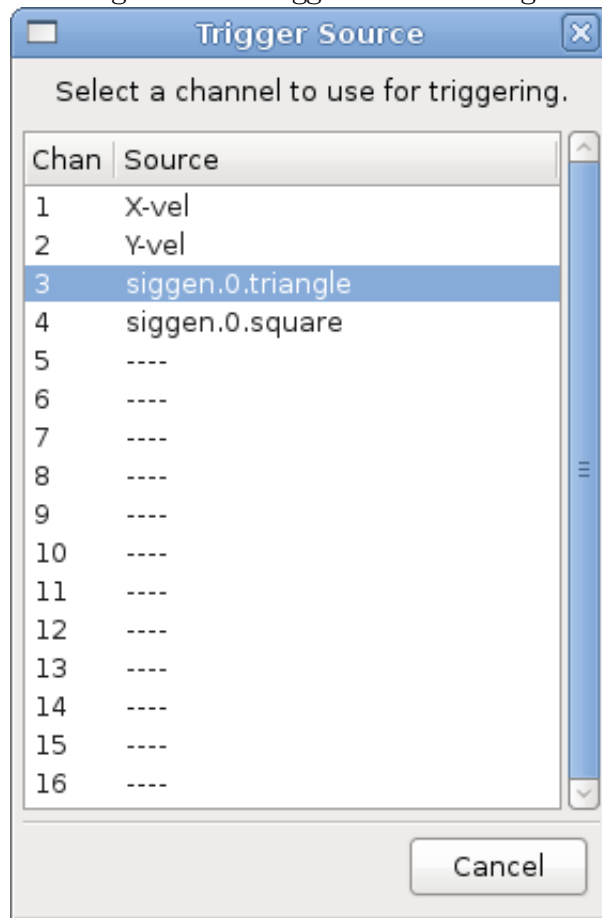 Trigger Source
Select a channel to use for triggering.
Chan Source
1 X-vel
2 Y-vel
3 siggen.0.triangle
4 siggen.0.square
5 ----
6 ----
7 ----
8 ----
9 ----
10 ----
11 ----
12 ----
13 ----
14 ----
15 ----
16 ----
Cancel